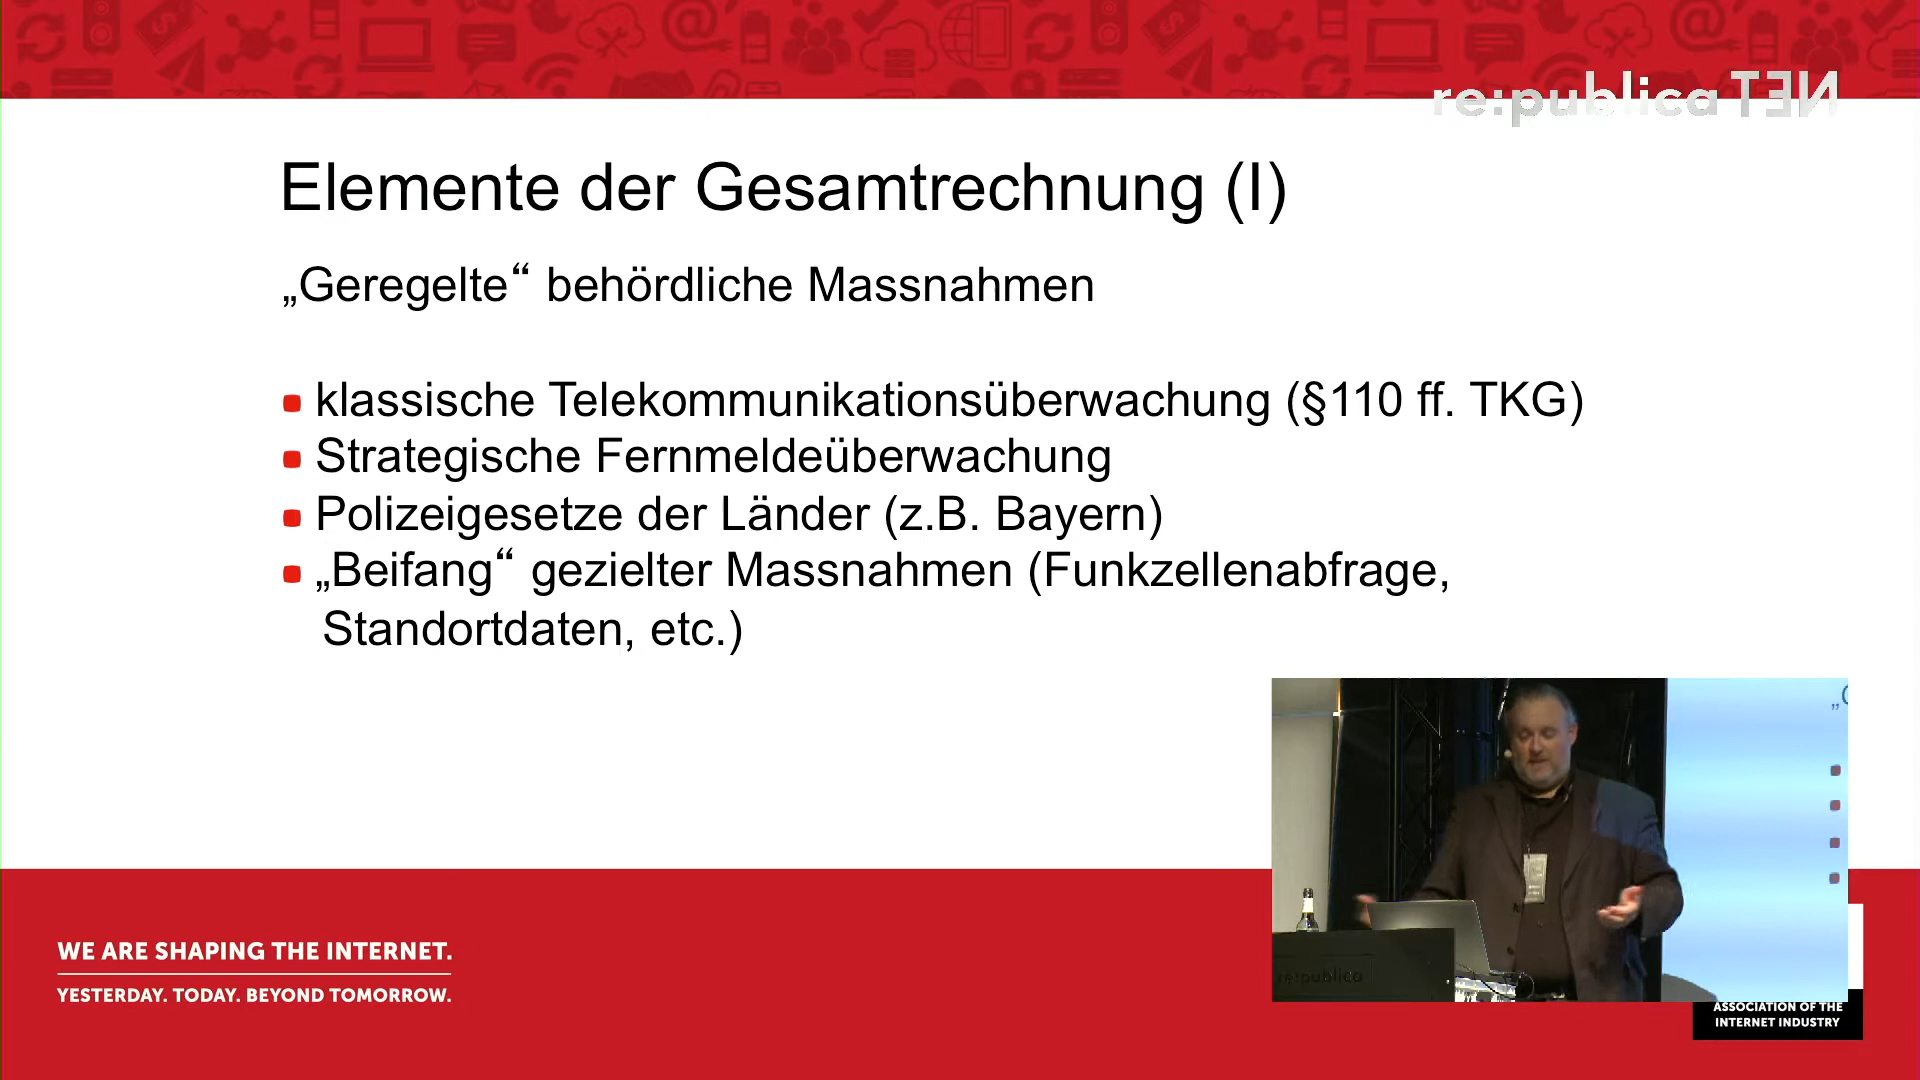 re:publica TEN
Elemente der Gesamtrechnung (I)
„Geregelte“ behördliche Massnahmen
klassische Telekommunikationsüberwachung (§110 ff. TKG)
Strategische Fernmeldeüberwachung
Polizeigesetze der Länder (z.B. Bayern)
„Beifang“ gezielter Massnahmen (Funkzellenabfrage,
Standortdaten, etc.)
re:publica
WE ARE SHAPING THE INTERNET.
YESTERDAY. TODAY. BEYOND TOMORROW.
ASSOCIATION OF THE
INTERNET INDUSTRY